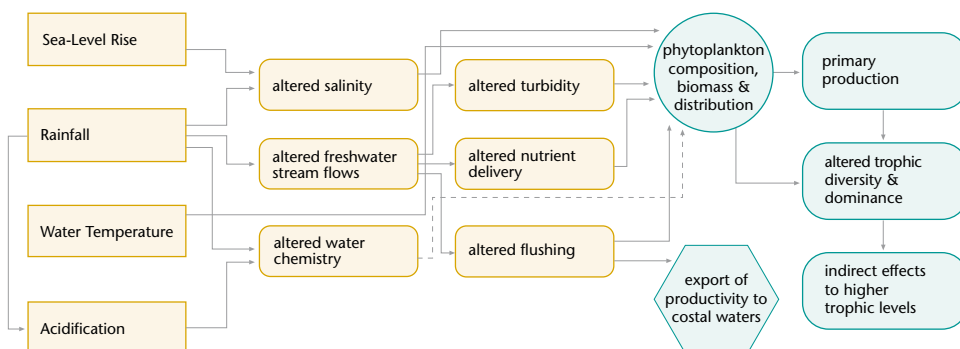 Sea-Level Rise
Rainfall
Water Temperature
Acidification
altered salinity
altered freshwater
stream flows
altered water
chemistry
altered turbidity
altered nutrient
delivery
altered flushing
phytoplankton
composition,
biomass &
distribution
export of
productivity to
costal waters
primary
production
altered trophic
diversity &
dominance
indirect effects
to higher
trophic levels